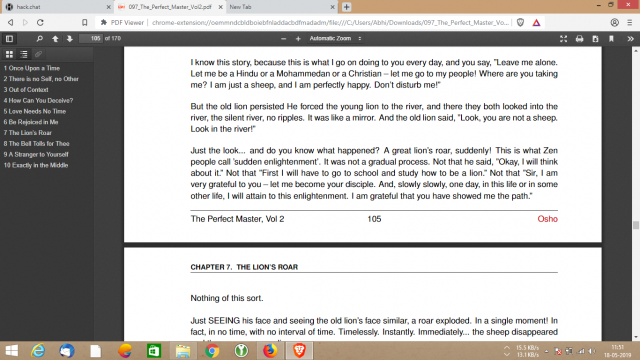 hack.chat
097_The_Perfect_Master_Vol2.pdf
New Tab
PDF Viewer | chrome-extension://oemmndcbldboiebfnladdacbdfmadadm/file:///C:/Users/Abhi/Downloads/097_The_Perfect_Master_Vo...
105 of 170
Automatic Zoom
1 Once Upon a Time
2 There is no Self, no Other
3 Out of Context
4 How Can You Deceive?
5 Love Needs No Time
6 Be Rejoiced in Me
7 The Lion's Roar
8 The Bell Tolls for Thee
9 A Stranger to Yourself
10 Exactly in the Middle
I know this story, because this is what I go on doing to you every day, and you say, "Leave me alone.
Let me be a Hindu or a Mohammedan or a Christian – let me go to my people! Where are you taking
me? I am just a sheep, and I am perfectly happy. Don't disturb me!"
But the old lion persisted He forced the young lion to the river, and there they both looked into the
river, the silent river, no ripples. It was like a mirror. And the old lion said, "Look, you are not a sheep.
Look in the river!"
Just the look... and do you know what happened? A great lion's roar, suddenly! This is what Zen
people call 'sudden enlightenment'. It was not a gradual process. Not that he said, "Okay, I will think
about it." Not that "First I will have to go to school and study how to be a lion." Not that "Sir, I am
very grateful to you – let me become your disciple. And, slowly slowly, one day, in this life or in some
other life, I will attain to this enlightenment. I am grateful that you have showed me the path."
The Perfect Master, Vol 2 105 Osho
CHAPTER 7. THE LION'S ROAR
Nothing of this sort.
Just SEEING his face and seeing the old lion's face similar, a roar exploded. In a single moment! In
fact, in no time, with no interval of time. Timelessly. Instantly. Immediately... the sheep disappeared
15.5 KB/s
13.1 KB/s
11:51
18-05-2019